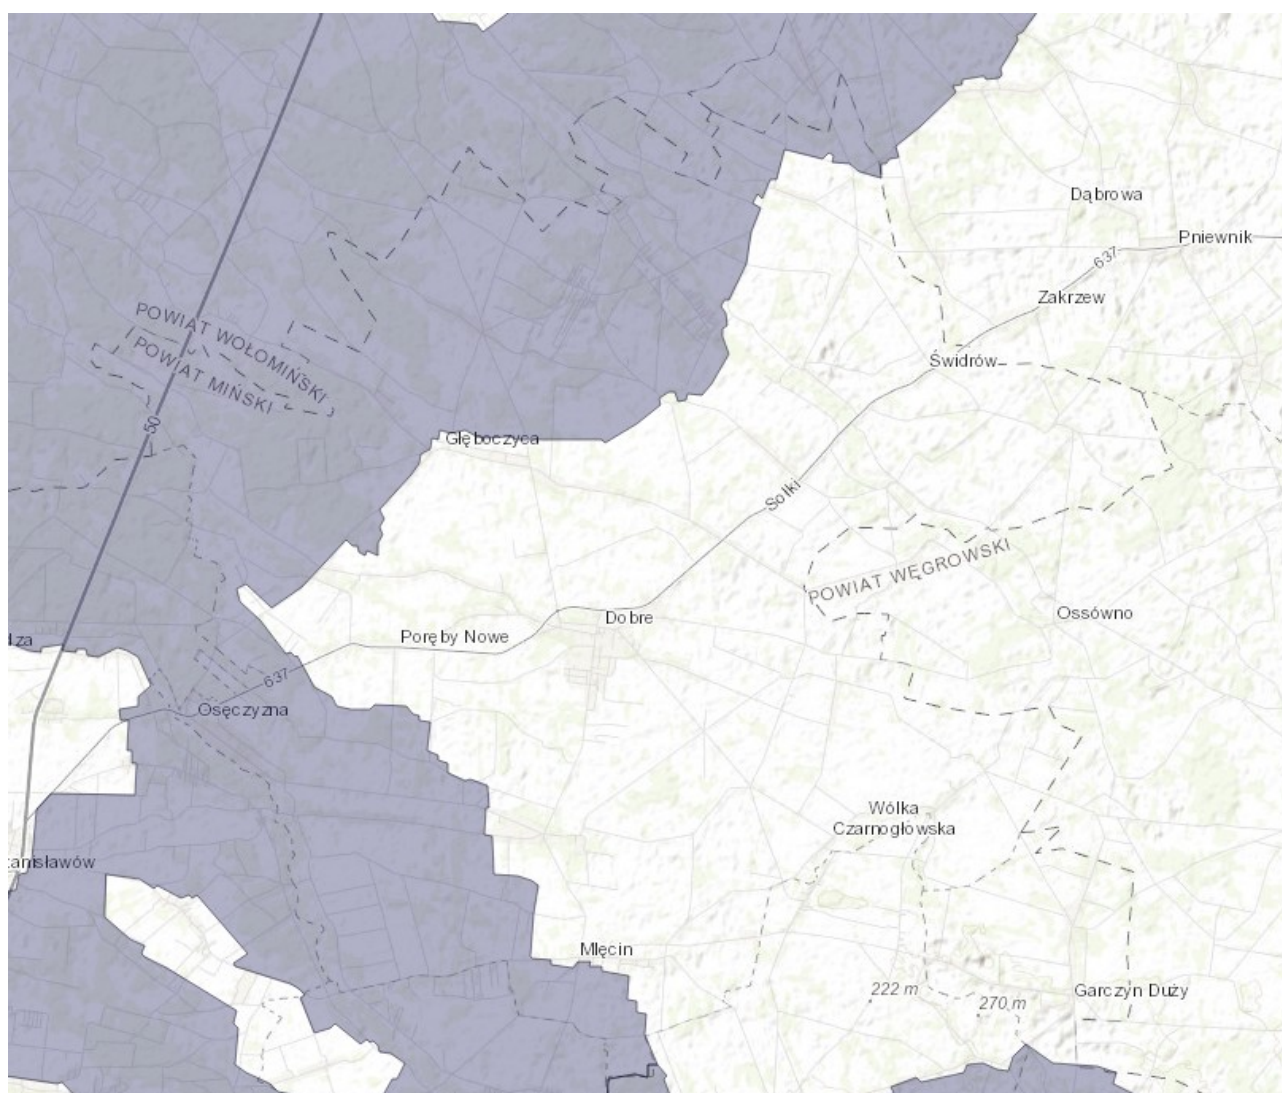 Dąbrowa
Pniewnik
637
Zakrzew
POWIAT WOŁOMIŃSKI
POWIAT MIŃSKI
Świdrów
50
Głęboczyca
Sołki
POWIAT WĘGROWSKI
Ossówno
Dobre
Poręby Nowe
dza
637
Osęczyzna
Wólka
Czarnogłowska
tanisławów
Mlęcin
222 m
270 m
Garczyn Duży